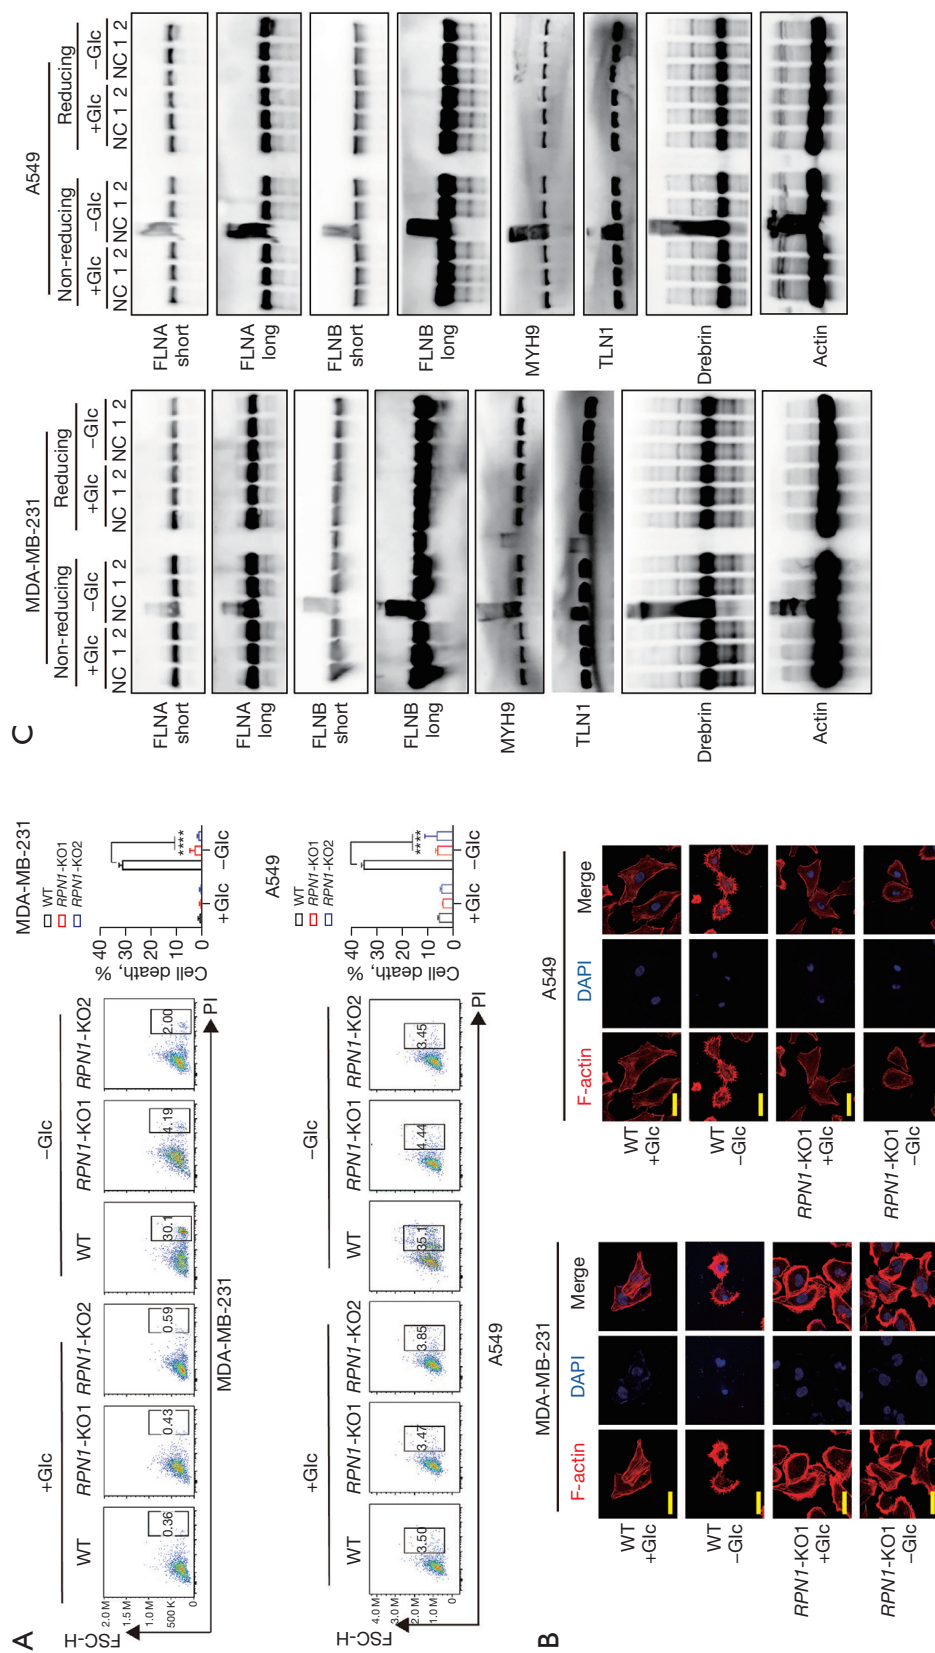 A
+Glc
–Glc
WT
RPN1-KO1
RPN1-KO2
WT
RPN1-KO1
RPN1-KO2
FSC-H
2.0 M
1.5 M
1.0 M
500 K
0
0.36
0.43
0.59
30.1
4.19
2.00
PI
MDA-MB-231
MDA-MB-231
WT
RPN1-KO1
RPN1-KO2
Cell death, %
40
30
20
10
0
****
+Glc
–Glc
FSC-H
4.0 M
3.0 M
2.0 M
1.0 M
0
+Glc
–Glc
WT
RPN1-KO1
RPN1-KO2
WT
RPN1-KO1
RPN1-KO2
3.50
3.47
3.85
35.1
4.44
3.45
PI
A549
A549
WT
RPN1-KO1
RPN1-KO2
Cell death, %
40
30
20
10
0
****
+Glc
–Glc
B
MDA-MB-231
F-actin DAPI Merge
WT
+Glc
WT
–Glc
RPN1-KO1
+Glc
RPN1-KO1
–Glc
A549
F-actin DAPI Merge
WT
+Glc
WT
–Glc
RPN1-KO1
+Glc
RPN1-KO1
–Glc
C
MDA-MB-231
Non-reducing Reducing
+Glc –Glc +Glc –Glc
NC 1 2 NC 1 2 NC 1 2 NC 1 2
FLNA
short
FLNA
long
FLNB
short
FLNB
long
MYH9
TLN1
Drebrin
Actin
A549
Non-reducing Reducing
+Glc –Glc +Glc –Glc
NC 1 2 NC 1 2 NC 1 2 NC 1 2
FLNA
short
FLNA
long
FLNB
short
FLNB
long
MYH9
TLN1
Drebrin
Actin